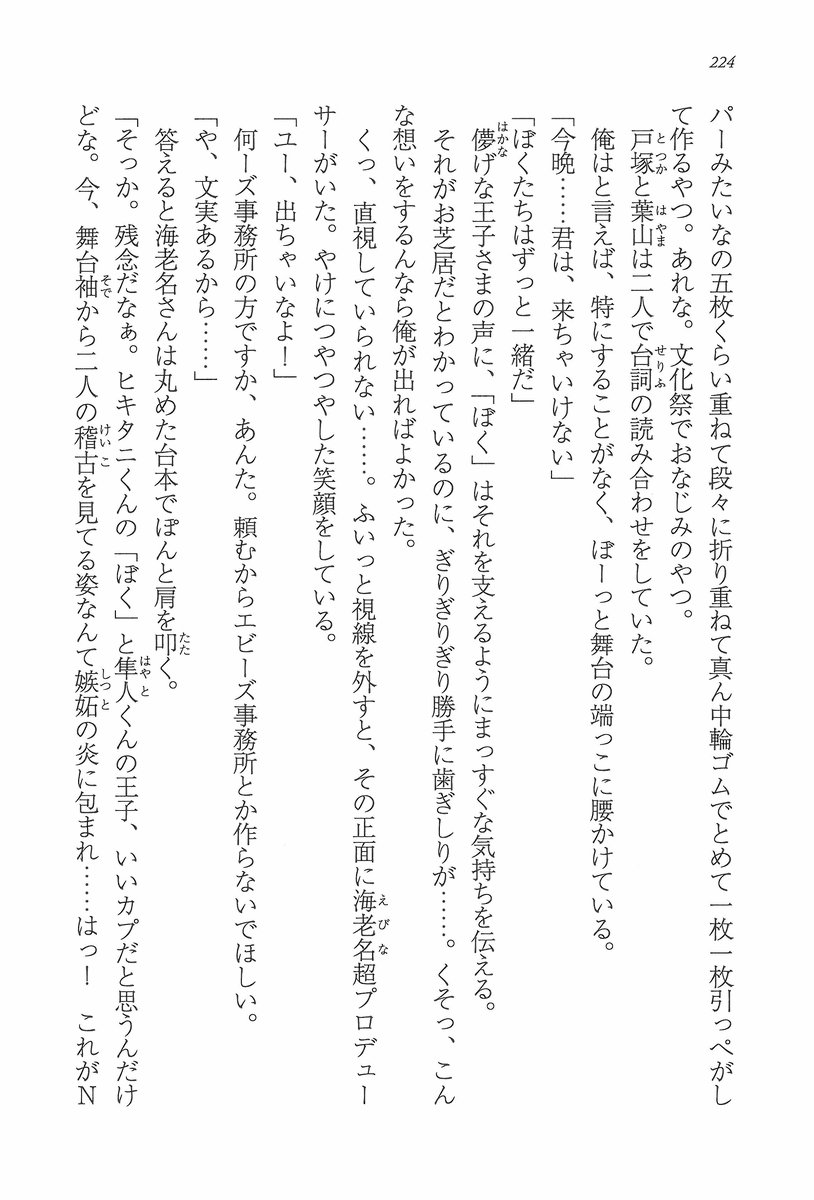 224
パーみたいなの五枚くらい重ねて段々に折り重ねて真ん中輪ゴムでとめて一枚一枚引っぺがし
て作るやつ。あれな。文化祭でおなじみのやつ。
戸塚と葉山は二人で台詞の読み合わせをしていた。
俺はと言えば、特にすることがなく、ぼーっと舞台の端っこに腰かけている。
「今晩……君は、来ちゃいけない」
「ぼくたちはずっと一緒だ」
儚げな王子さまの声に、「ぼく」はそれを支えるようにまっすぐな気持ちを伝える。
それがお芝居だとわかっているのに、ぎりぎりぎり勝手に歯ぎしりが……。くそっ、こん
な想いをするんなら俺が出ればよかった。
くっ、直視していられない……。ふいっと視線を外すと、その正面に海老名超プロデュー
サーがいた。やけにつやつやした笑顔をしている。
「ユー、出ちゃいなよ！」
何ーズ事務所の方ですか、あんた。頼むからエビーズ事務所とか作らないでほしい。
「や、文実あるから……」
答えると海老名さんは丸めた台本でぽんと肩を叩く。
「そっか。残念だなぁ。ヒキタニくんの「ぼく」と隼人くんの王子、いいカプだと思うんだけ
どな。今、舞台袖から二人の稽古を見てる姿なんて嫉妬の炎に包まれ……はっ！　これがN